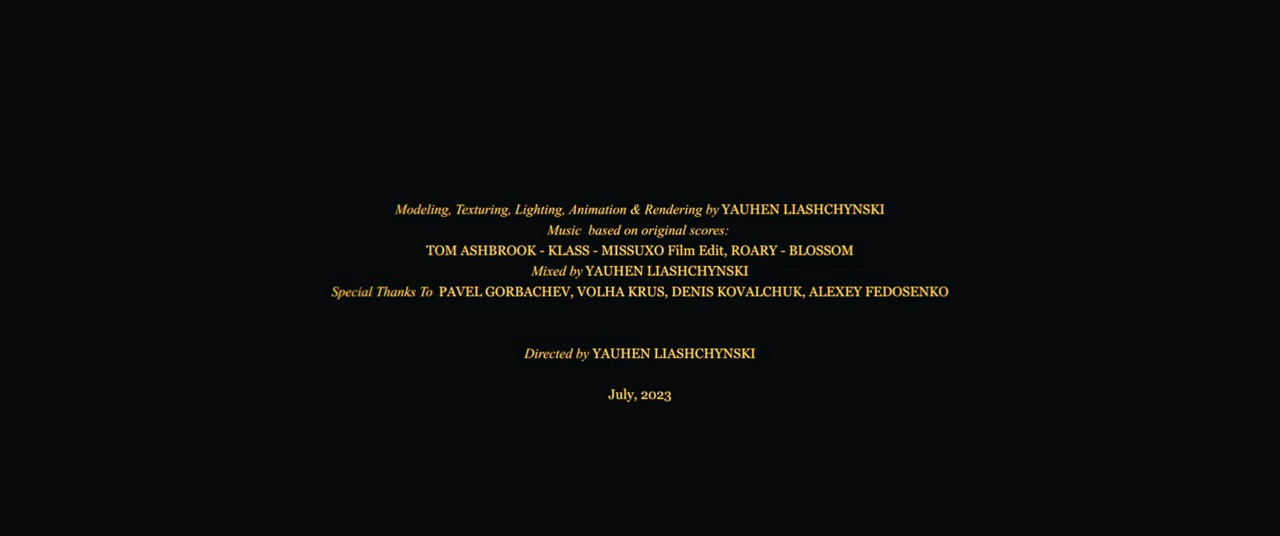 Modeling, Texturing, Lighting, Animation & Rendering by YAUHEN LIASHCHYNSKI
Music based on original scores:
TOM ASHBROOK - KLASS - MISSUXO Film Edit, ROARY - BLOSSOM
Mixed by YAUHEN LIASHCHYNSKI
Special Thanks To PAVEL GORBACHEV, VOLHA KRUS, DENIS KOVALCHUK, ALEXEY FEDOSENKO
Directed by YAUHEN LIASHCHYNSKI
July, 2023